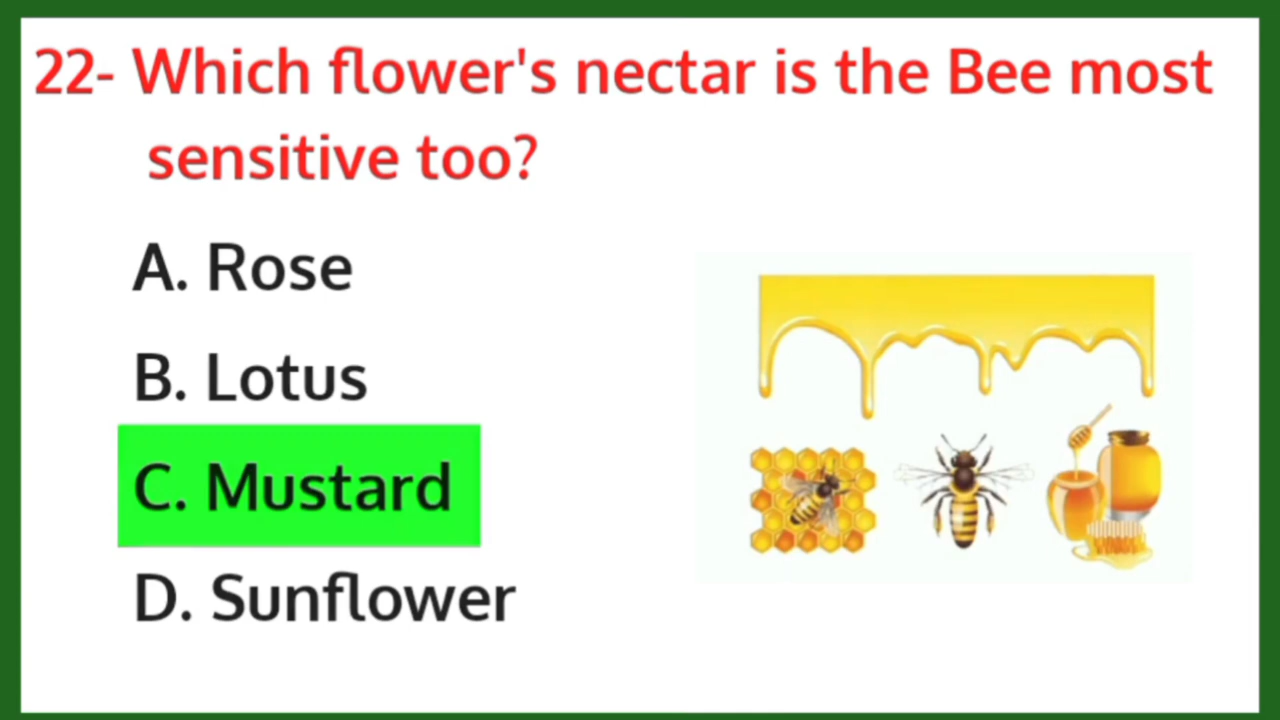 22- Which flower's nectar is the Bee most
sensitive too?
A. Rose
B. Lotus
C. Mustard
D. Sunflower